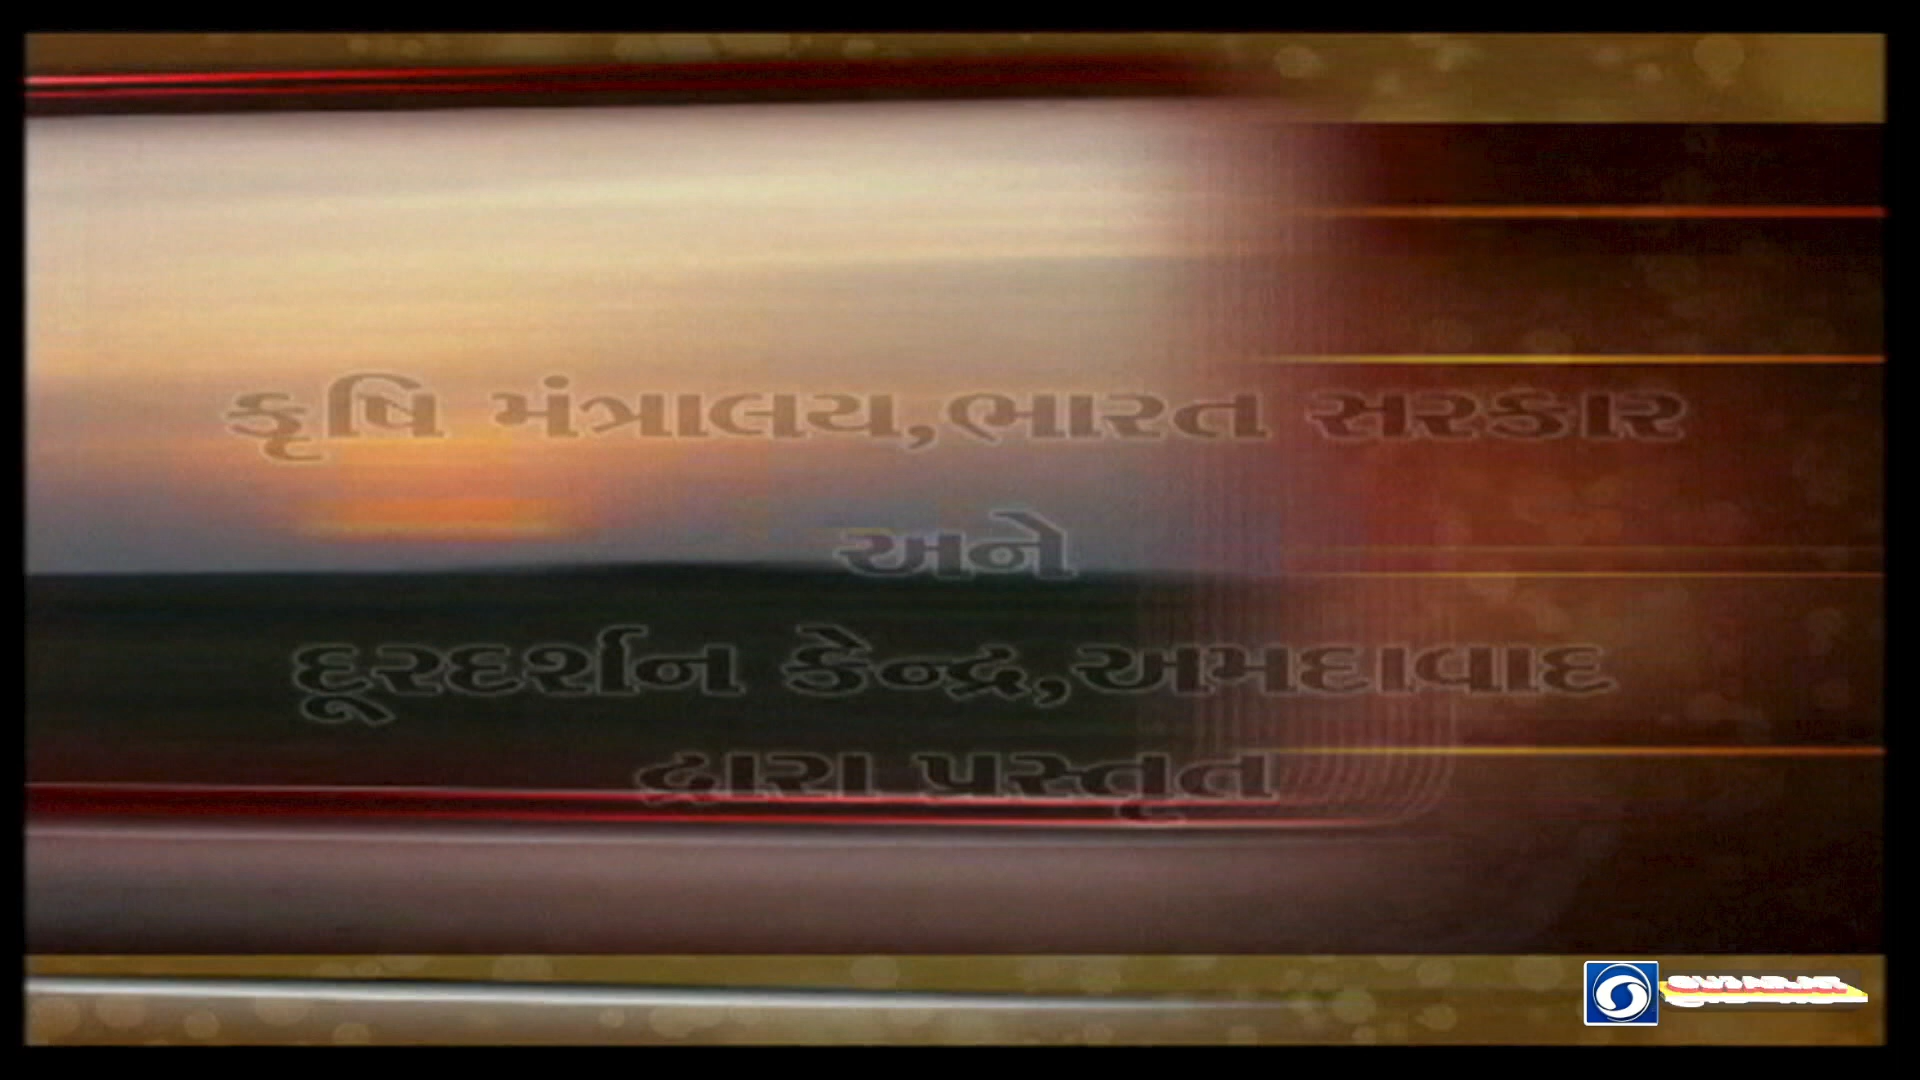 કૃષિ મંત્રાલય,ભારત સરકાર
અને
દૂરદર્શન કેન્દ્ર,અમદાવાદ
દ્વારા પ્રસ્તૃત